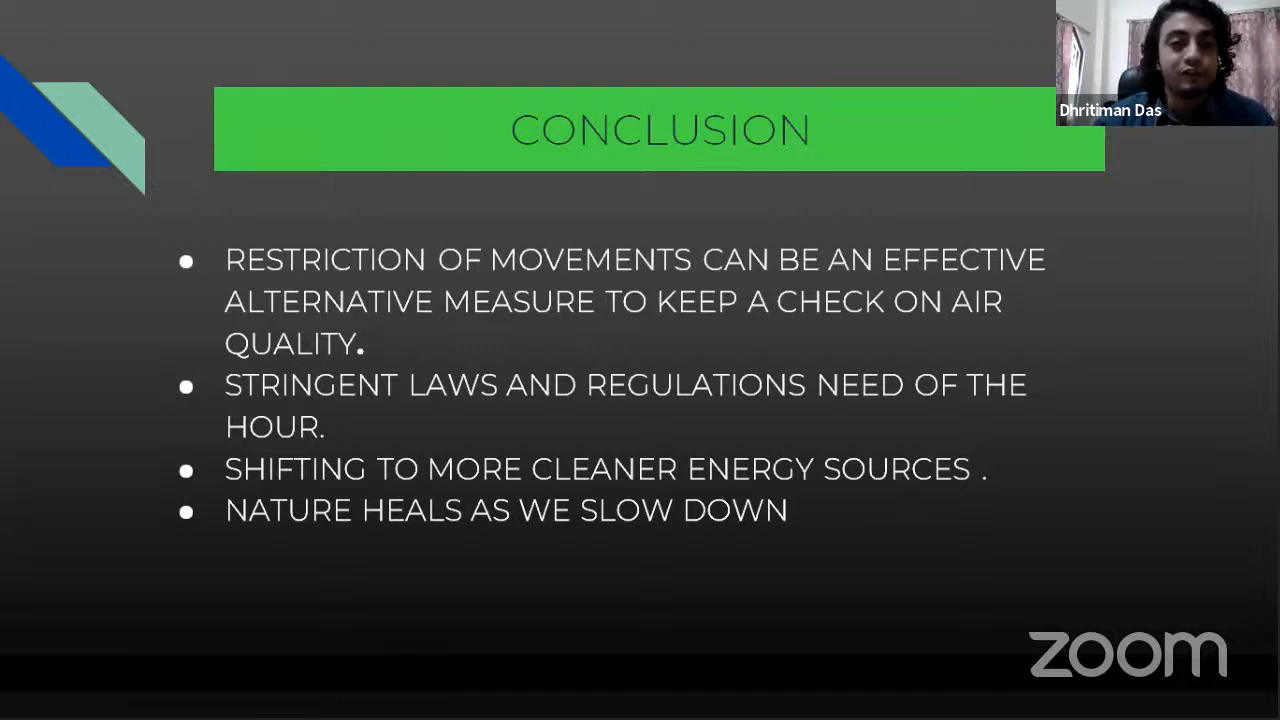 Dhritiman Das
CONCLUSION
● RESTRICTION OF MOVEMENTS CAN BE AN EFFECTIVE
ALTERNATIVE MEASURE TO KEEP A CHECK ON AIR
QUALITY.
● STRINGENT LAWS AND REGULATIONS NEED OF THE
HOUR.
● SHIFTING TO MORE CLEANER ENERGY SOURCES .
● NATURE HEALS AS WE SLOW DOWN
zoom